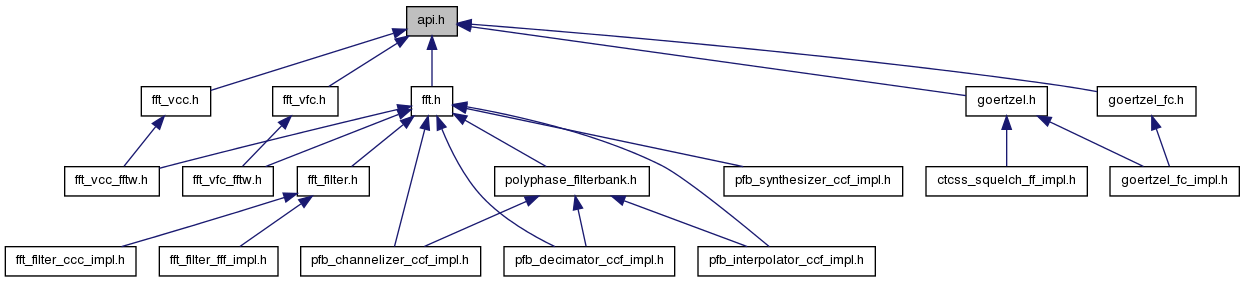 api.h
fft_vcc.h
fft_vfc.h
fft.h
goertzel.h
goertzel_fc.h
fft_vcc_fftw.h
fft_vfc_fftw.h
fft_filter.h
polyphase_filterbank.h
pfb_synthesizer_ccf_impl.h
ctcss_squelch_ff_impl.h
goertzel_fc_impl.h
fft_filter_ccc_impl.h
fft_filter_fff_impl.h
pfb_channelizer_ccf_impl.h
pfb_decimator_ccf_impl.h
pfb_interpolator_ccf_impl.h